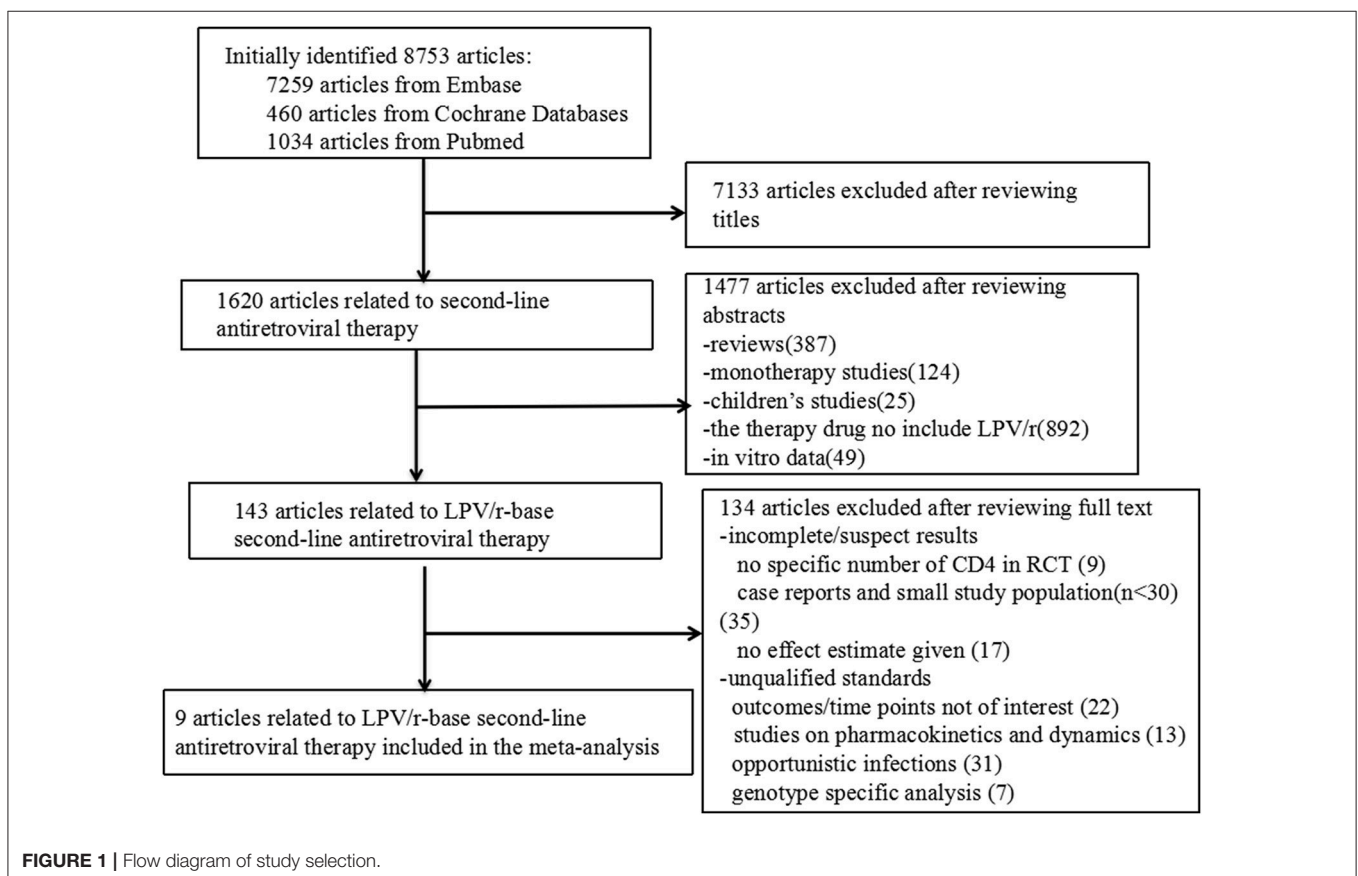 Initially identified 8753 articles:
7259 articles from Embase
460 articles from Cochrane Databases
1034 articles from Pubmed
7133 articles excluded after reviewing
titles
1620 articles related to second-line
antiretroviral therapy
1477 articles excluded after reviewing
abstracts
-reviews(387)
-monotherapy studies(124)
-children's studies(25)
-the therapy drug no include LPV/r(892)
-in vitro data(49)
143 articles related to LPV/r-base
second-line antiretroviral therapy
134 articles excluded after reviewing full text
-incomplete/suspect results
no specific number of CD4 in RCT (9)
case reports and small study population(n<30)
(35)
no effect estimate given (17)
-unqualified standards
outcomes/time points not of interest (22)
studies on pharmacokinetics and dynamics (13)
opportunistic infections (31)
genotype specific analysis (7)
9 articles related to LPV/r-base second-line
antiretroviral therapy included in the meta-analysis
FIGURE 1 | Flow diagram of study selection.